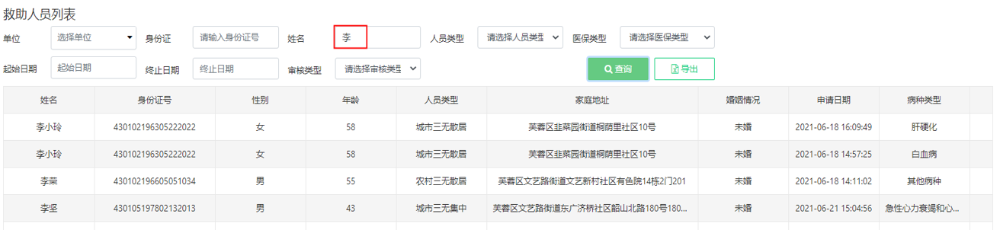 救助人员列表
单位 选择单位 身份证 请输入身份证号 姓名 李 人员类型 请选择人员类型 医保类型 请选择医保类型
起始日期 起始日期 终止日期 终止日期 审核类型 请选择审核类型 查询 导出
姓名 身份证号 性别 年龄 人员类型 家庭地址 婚姻情况 申请日期 病种类型
李小玲 430102196305222022 女 58 城市三无散居 芙蓉区韭菜园街道桐荫里社区10号 未婚 2021-06-18 16:09:49 肝硬化
李小玲 430102196305222022 女 58 城市三无散居 芙蓉区韭菜园街道桐荫里社区10号 未婚 2021-06-18 14:57:25 白血病
李荣 430102196605051034 男 55 农村三无散居 芙蓉区文艺路街道文艺新村社区有色院14栋2门201 未婚 2021-06-18 14:11:02 其他病种
李坚 430105197802132013 男 43 城市三无集中 芙蓉区文艺路街道东广济桥社区韶山北路180号180... 未婚 2021-06-21 15:04:56 急性心力衰竭和心...